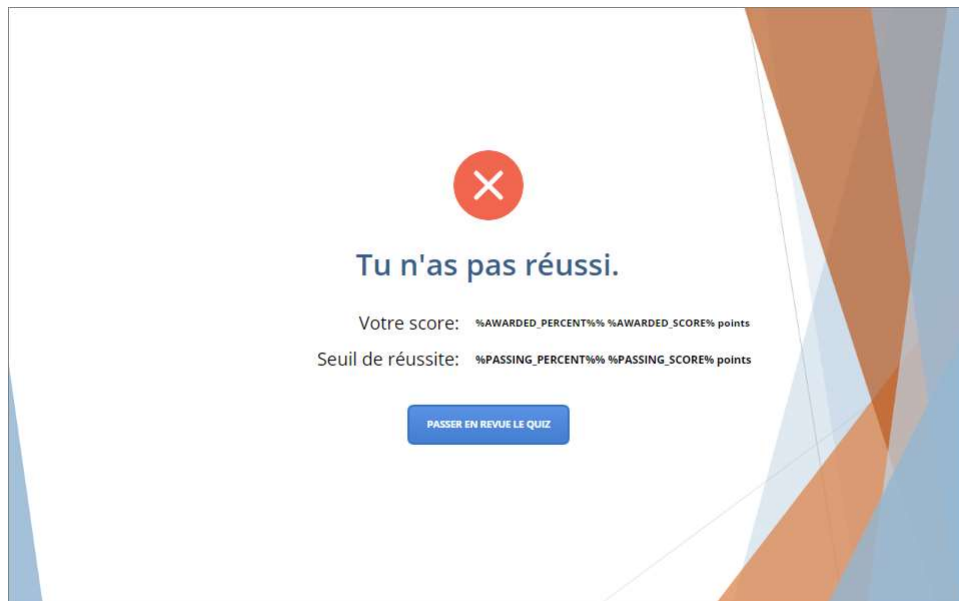 Tu n'as pas réussi.
Votre score: %AWARDED_PERCENT%% %AWARDED_SCORE% points
Seuil de réussite: %PASSING_PERCENT%% %PASSING_SCORE% points
PASSER EN REVUE LE QUIZ